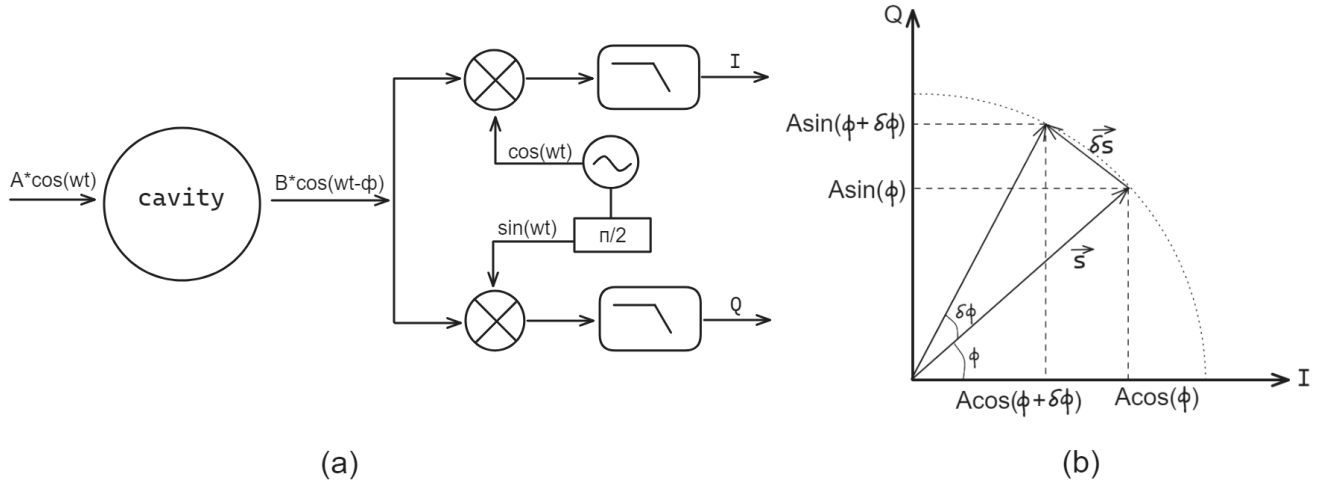 A*cos(wt)
cavity
B*cos(wt-ф)
cos(wt)
sin(wt)
п/2
I
Q
(a)
Q
Asin(ϕ+ δϕ)
Asin(ϕ)
δs
s
δϕ
ϕ
Acos(ϕ+δϕ)
Acos(ϕ)
I
(b)